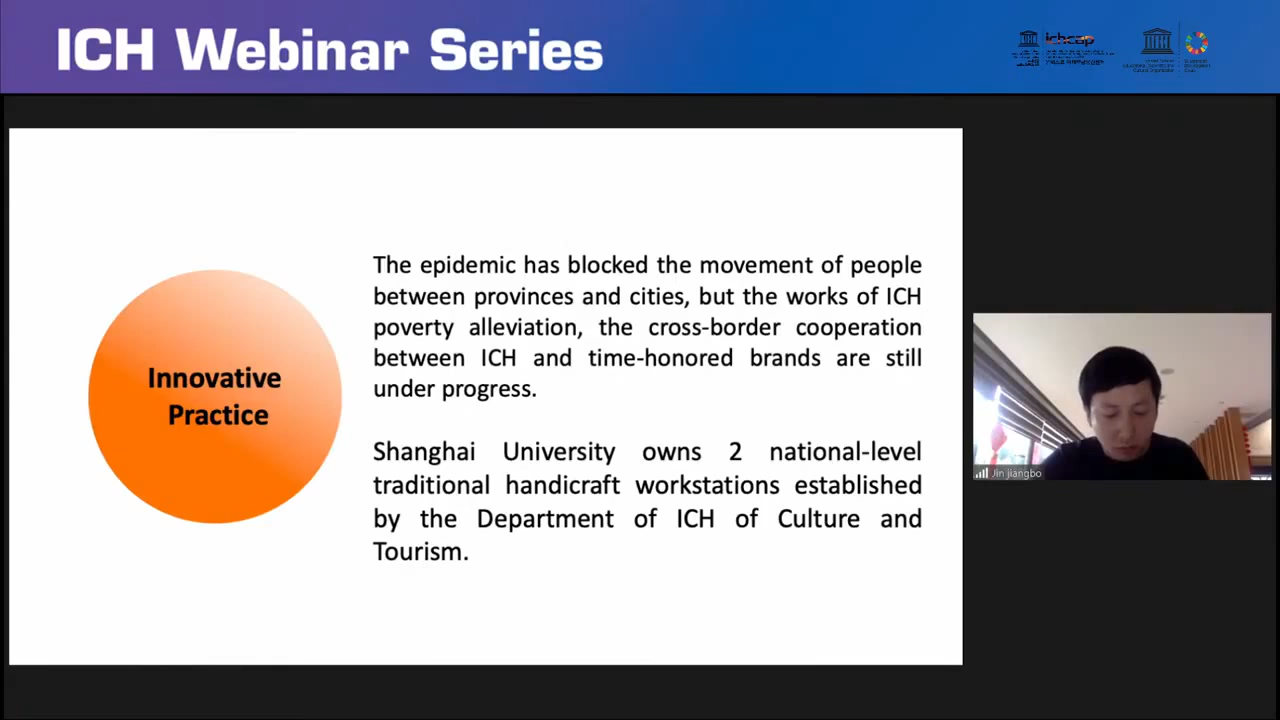 ICH Webinar Series
ichcap
The epidemic has blocked the movement of people
between provinces and cities, but the works of ICH
poverty alleviation, the cross-border cooperation
between ICH and time-honored brands are still
under progress.
Innovative
Practice
Shanghai University owns 2 national-level
traditional handicraft workstations established
by the Department of ICH of Culture and
Tourism.
Jin jiangbo